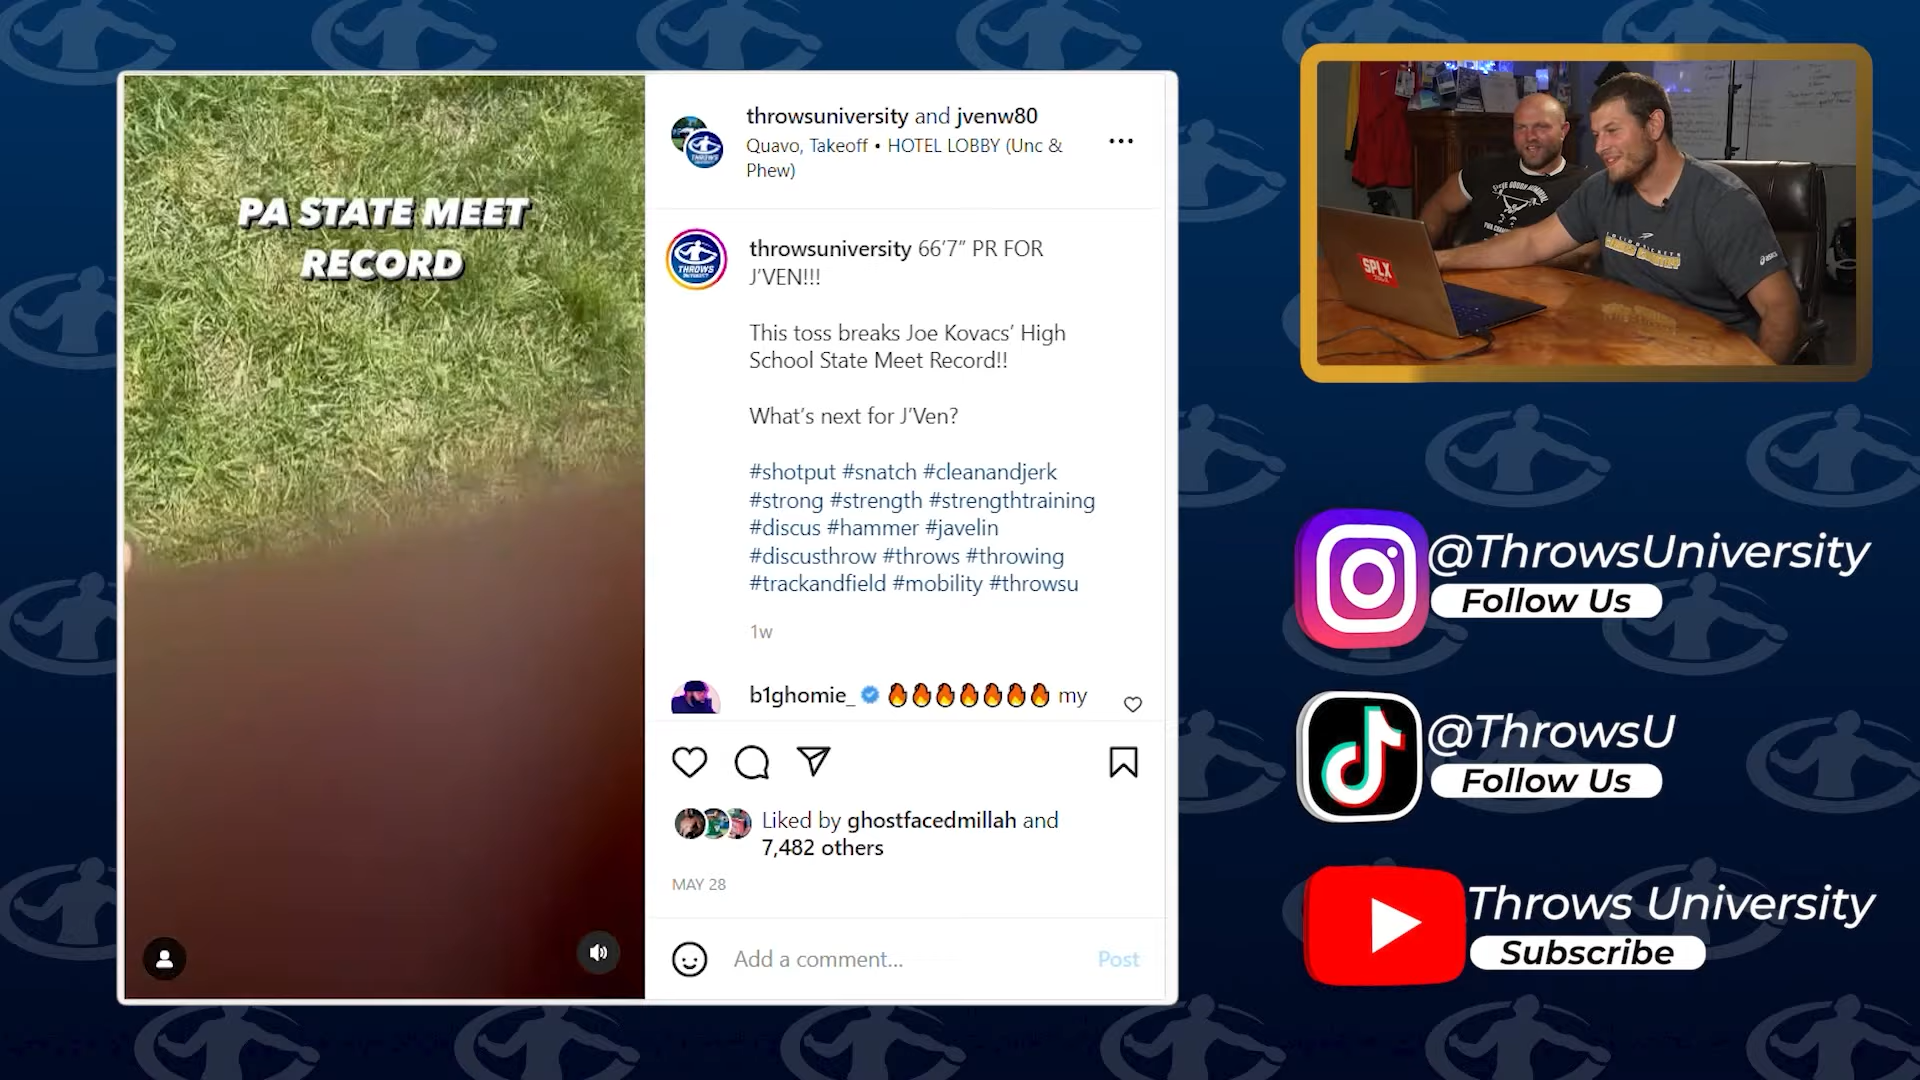 PA STATE MEET
RECORD
throwsuniversity and jvenw80
Quavo, Takeoff • HOTEL LOBBY (Unc &
Phew)
throwsuniversity 66'7" PR FOR
J'VEN!!!
This toss breaks Joe Kovacs' High
School State Meet Record!!
What's next for J'Ven?
#shotput #snatch #cleanandjerk
#strong #strength #strengthtraining
#discus #hammer #javelin
#discusthrow #throws #throwing
#trackandfield #mobility #throwsu
1w
b1ghomie_ 🔥🔥🔥🔥🔥🔥🔥 my
Liked by ghostfacedmillah and
7,482 others
MAY 28
Add a comment...
Post
THROWS
THROWS
SPLX
@ThrowsUniversity
Follow Us
@ThrowsU
Follow Us
Throws University
Subscribe